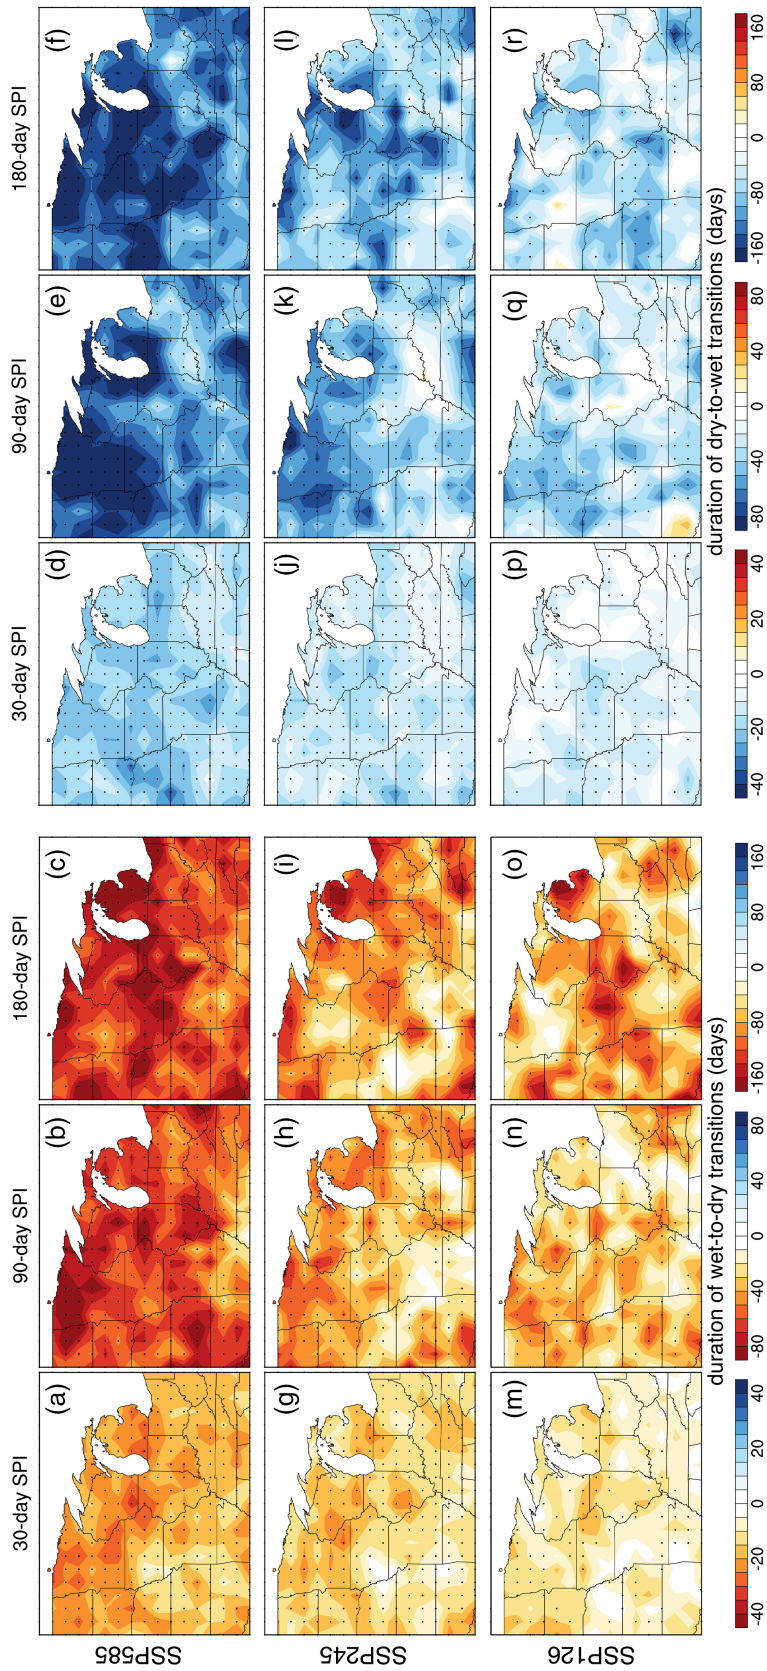 30-day SPI 90-day SPI 180-day SPI 30-day SPI 90-day SPI 180-day SPI
SSP585 (a) (b) (c) (d) (e) (f)
SSP245 (g) (h) (i) (j) (k) (l)
SSP126 (m) (n) (o) (p) (q) (r)
duration of wet-to-dry transitions (days) duration of dry-to-wet transitions (days)
-40 -20 0 20 40 -80 -40 0 40 80 -160 -80 0 80 160 -40 -20 0 20 40 -80 -40 0 40 80 -160 -80 0 80 160